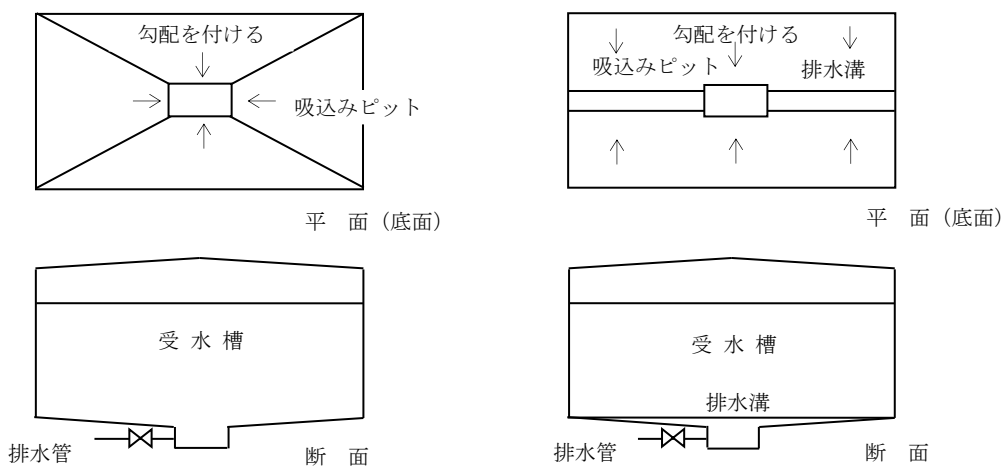 勾配を付ける
吸込みピット
平 面（底面）
受 水 槽
排水管
断 面
勾配を付ける
吸込みピット
排水溝
平 面（底面）
受 水 槽
排水溝
排水管
断 面